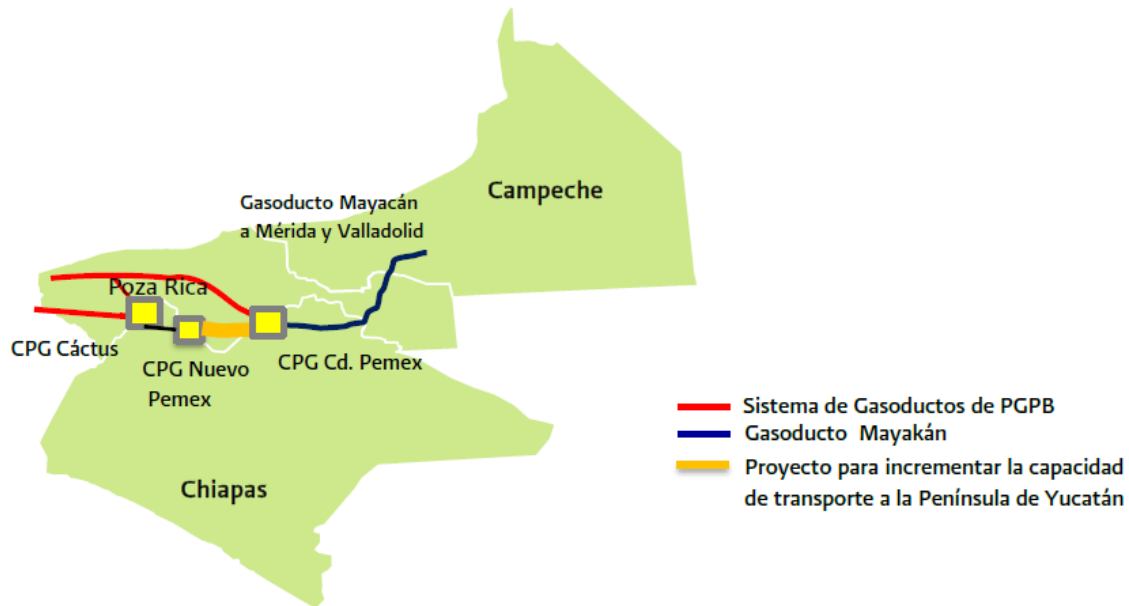 Campeche
Gasoducto Mayacán
a Mérida y Valladolid
Poza Rica
CPG Cáctus
CPG Nuevo
Pemex
CPG Cd. Pemex
Chiapas
Sistema de Gasoductos de PGPB
Gasoducto Mayakán
Proyecto para incrementar la capacidad
de transporte a la Península de Yucatán